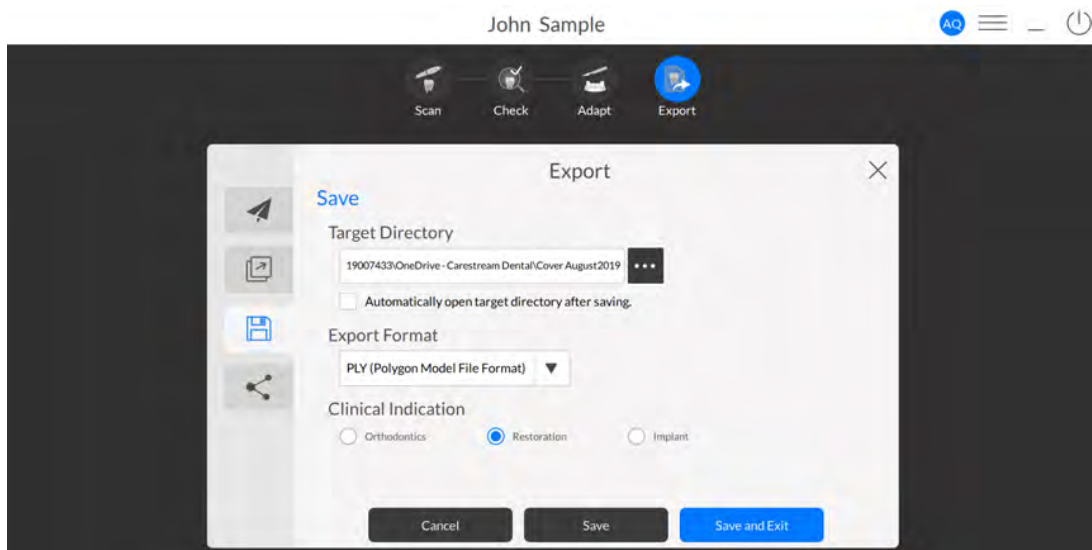 John Sample
AQ
Scan Check Adapt Export
Export
Save
Target Directory
19007433\OneDrive - Carestream Dental\Cover August2019
Automatically open target directory after saving.
Export Format
PLY (Polygon Model File Format)
Clinical Indication
Orthodontics Restoration Implant
Cancel Save Save and Exit